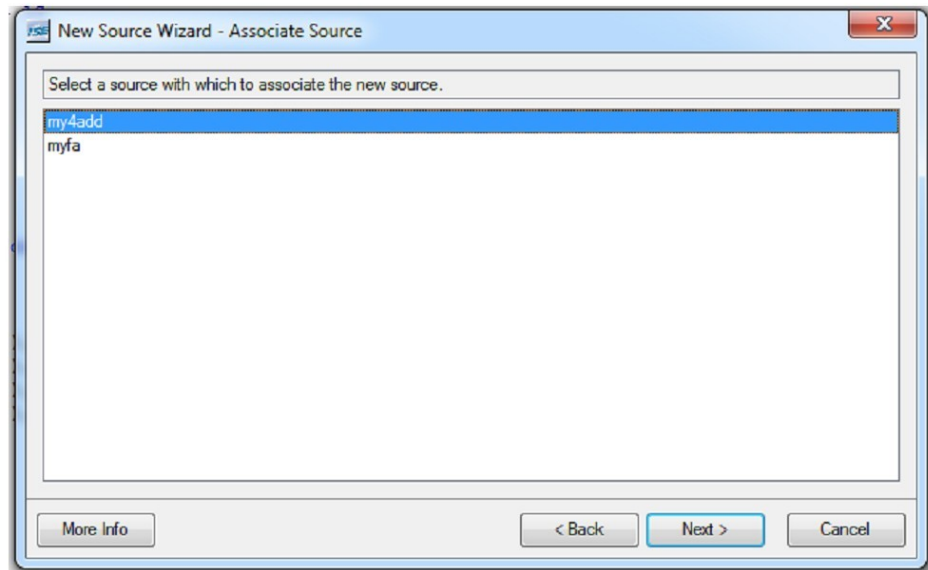 ISE New Source Wizard - Associate Source
Select a source with which to associate the new source.
my4add
myfa
More Info
< Back
Next >
Cancel